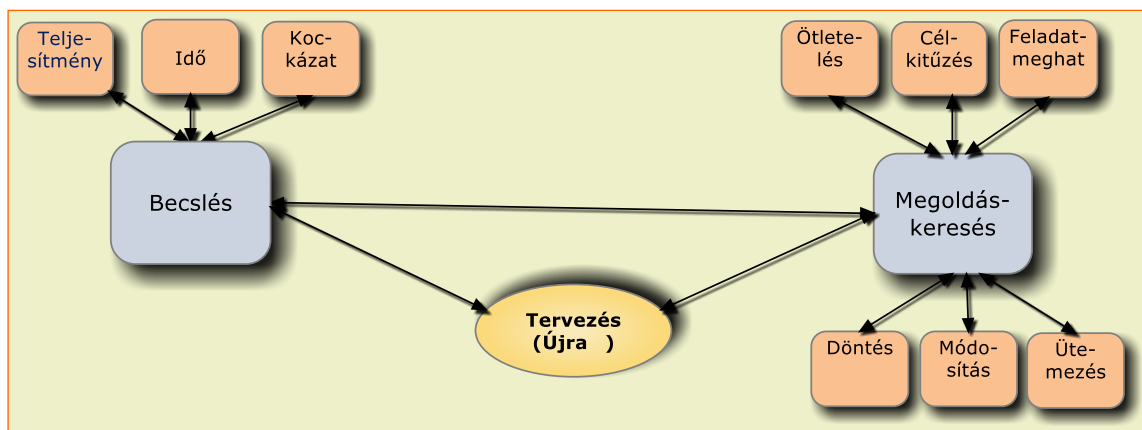 Telje-
sítmény
Idő
Koc-
kázat
Ötlete-
lés
Cél-
kitűzés
Feladat-
meghat
Becslés
Megoldás-
keresés
Tervezés
(Újra )
Döntés
Módo-
sítás
Üte-
mezés